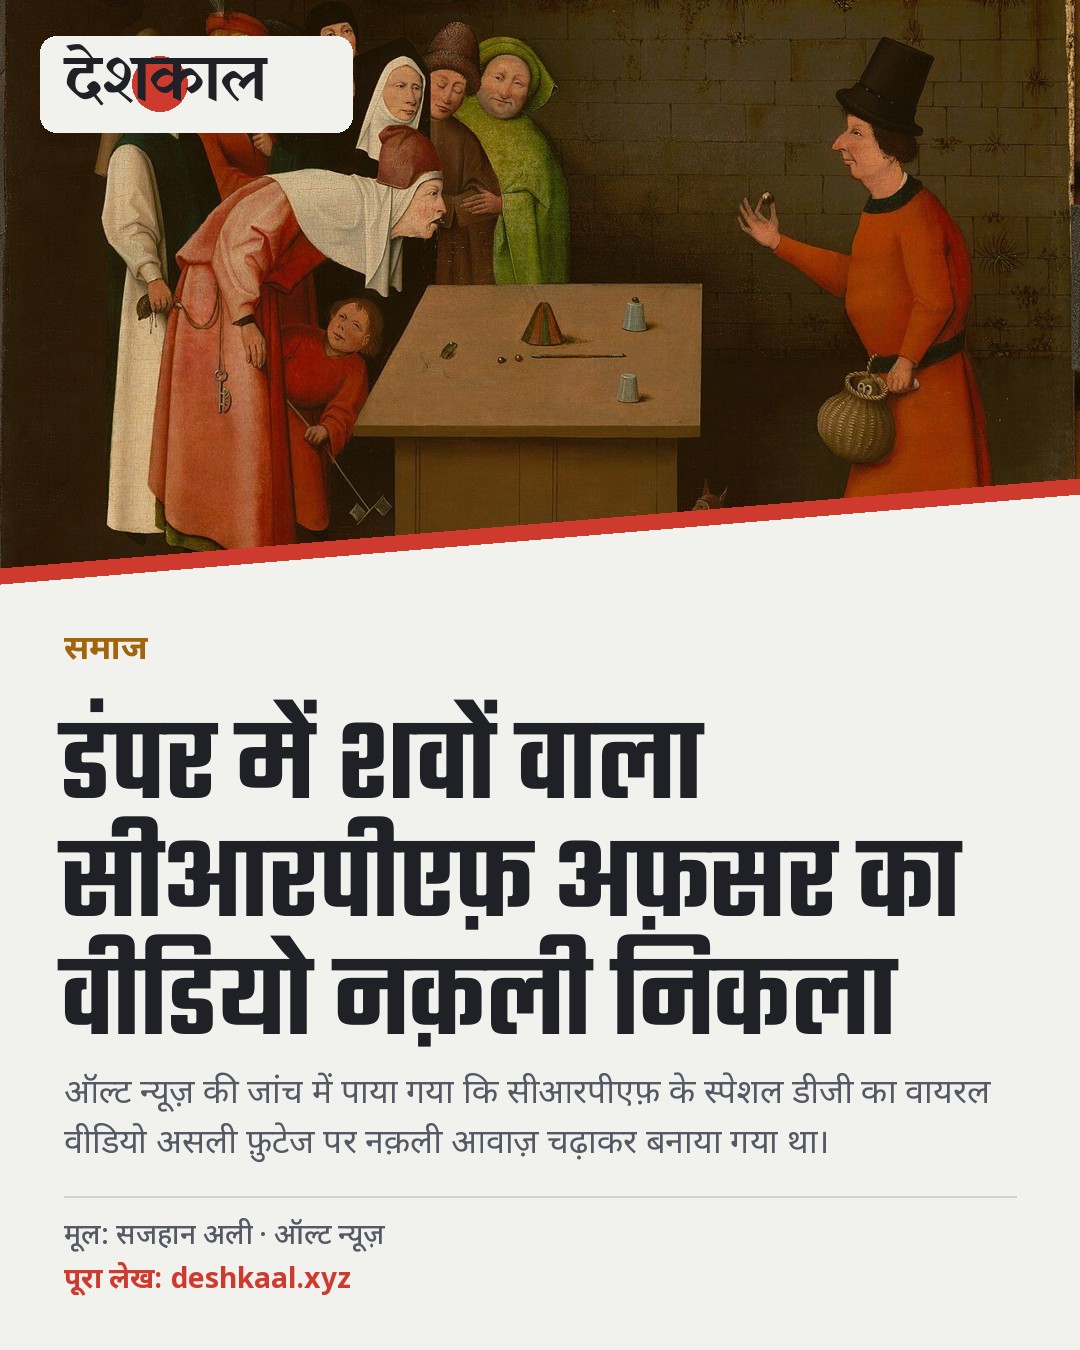 देशकाल
समाज
डंपर में शवों वाला
सीआरपीएफ़ अफ़सर का
वीडियो नक़ली निकला
ऑल्ट न्यूज़ की जांच में पाया गया कि सीआरपीएफ़ के स्पेशल डीजी का वायरल
वीडियो असली फ़ुटेज पर नक़ली आवाज़ चढ़ाकर बनाया गया था।
मूल: सजहान अली · ऑल्ट न्यूज़
पूरा लेख: deshkaal.xyz